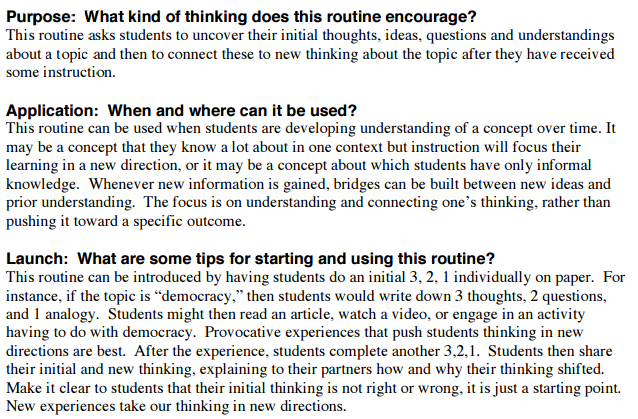 Purpose:  What kind of thinking does this routine encourage?
This routine asks students to uncover their initial thoughts, ideas, questions and understandings
about a topic and then to connect these to new thinking about the topic after they have received
some instruction.
Application:  When and where can it be used?
This routine can be used when students are developing understanding of a concept over time. It
may be a concept that they know a lot about in one context but instruction will focus their
learning in a new direction, or it may be a concept about which students have only informal
knowledge.  Whenever new information is gained, bridges can be built between new ideas and
prior understanding.  The focus is on understanding and connecting one’s thinking, rather than
pushing it toward a specific outcome.
Launch:  What are some tips for starting and using this routine?
This routine can be introduced by having students do an initial 3, 2, 1 individually on paper.  For
instance, if the topic is “democracy,” then students would write down 3 thoughts, 2 questions,
and 1 analogy.  Students might then read an article, watch a video, or engage in an activity
having to do with democracy.  Provocative experiences that push students thinking in new
directions are best.  After the experience, students complete another 3,2,1.  Students then share
their initial and new thinking, explaining to their partners how and why their thinking shifted.
Make it clear to students that their initial thinking is not right or wrong, it is just a starting point.
New experiences take our thinking in new directions.